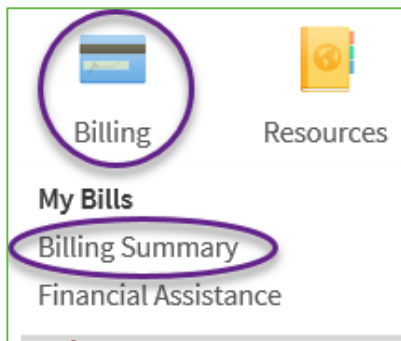 Billing Resources
My Bills
Billing Summary
Financial Assistance